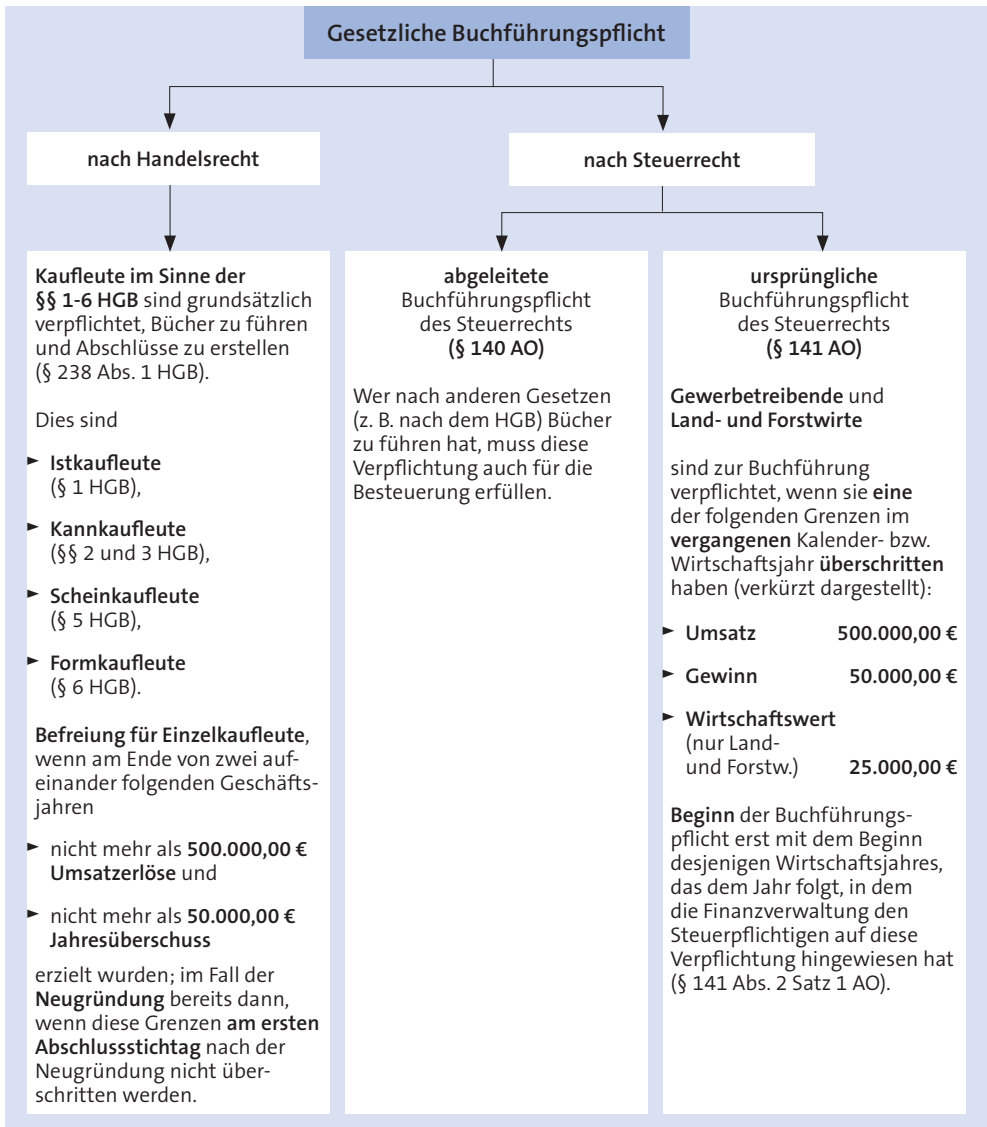 Gesetzliche Buchführungspflicht
nach Handelsrecht
nach Steuerrecht
Kaufleute im Sinne der
§§ 1-6 HGB sind grundsätzlich
verpflichtet, Bücher zu führen
und Abschlüsse zu erstellen
(§ 238 Abs. 1 HGB).
Dies sind
► Istkaufleute
(§ 1 HGB),
► Kannkaufleute
(§§ 2 und 3 HGB),
► Scheinkaufleute
(§ 5 HGB),
► Formkaufleute
(§ 6 HGB).
Befreiung für Einzelkaufleute,
wenn am Ende von zwei auf-
einander folgenden Geschäfts-
jahren
► nicht mehr als 500.000,00 €
Umsatzerlöse und
► nicht mehr als 50.000,00 €
Jahresüberschuss
erzielt wurden; im Fall der
Neugründung bereits dann,
wenn diese Grenzen am ersten
Abschlussstichtag nach der
Neugründung nicht über-
schritten werden.
abgeleitete
Buchführungspflicht
des Steuerrechts
(§ 140 AO)
Wer nach anderen Gesetzen
(z. B. nach dem HGB) Bücher
zu führen hat, muss diese
Verpflichtung auch für die
Besteuerung erfüllen.
ursprüngliche
Buchführungspflicht
des Steuerrechts
(§ 141 AO)
Gewerbetreibende und
Land- und Forstwirte
sind zur Buchführung
verpflichtet, wenn sie eine
der folgenden Grenzen im
vergangenen Kalender- bzw.
Wirtschaftsjahr überschritten
haben (verkürzt dargestellt):
► Umsatz 500.000,00 €
► Gewinn 50.000,00 €
► Wirtschaftswert
(nur Land-
und Forstw.) 25.000,00 €
Beginn der Buchführungs-
pflicht erst mit dem Beginn
desjenigen Wirtschaftsjahres,
das dem Jahr folgt, in dem
die Finanzverwaltung den
Steuerpflichtigen auf diese
Verpflichtung hingewiesen hat
(§ 141 Abs. 2 Satz 1 AO).